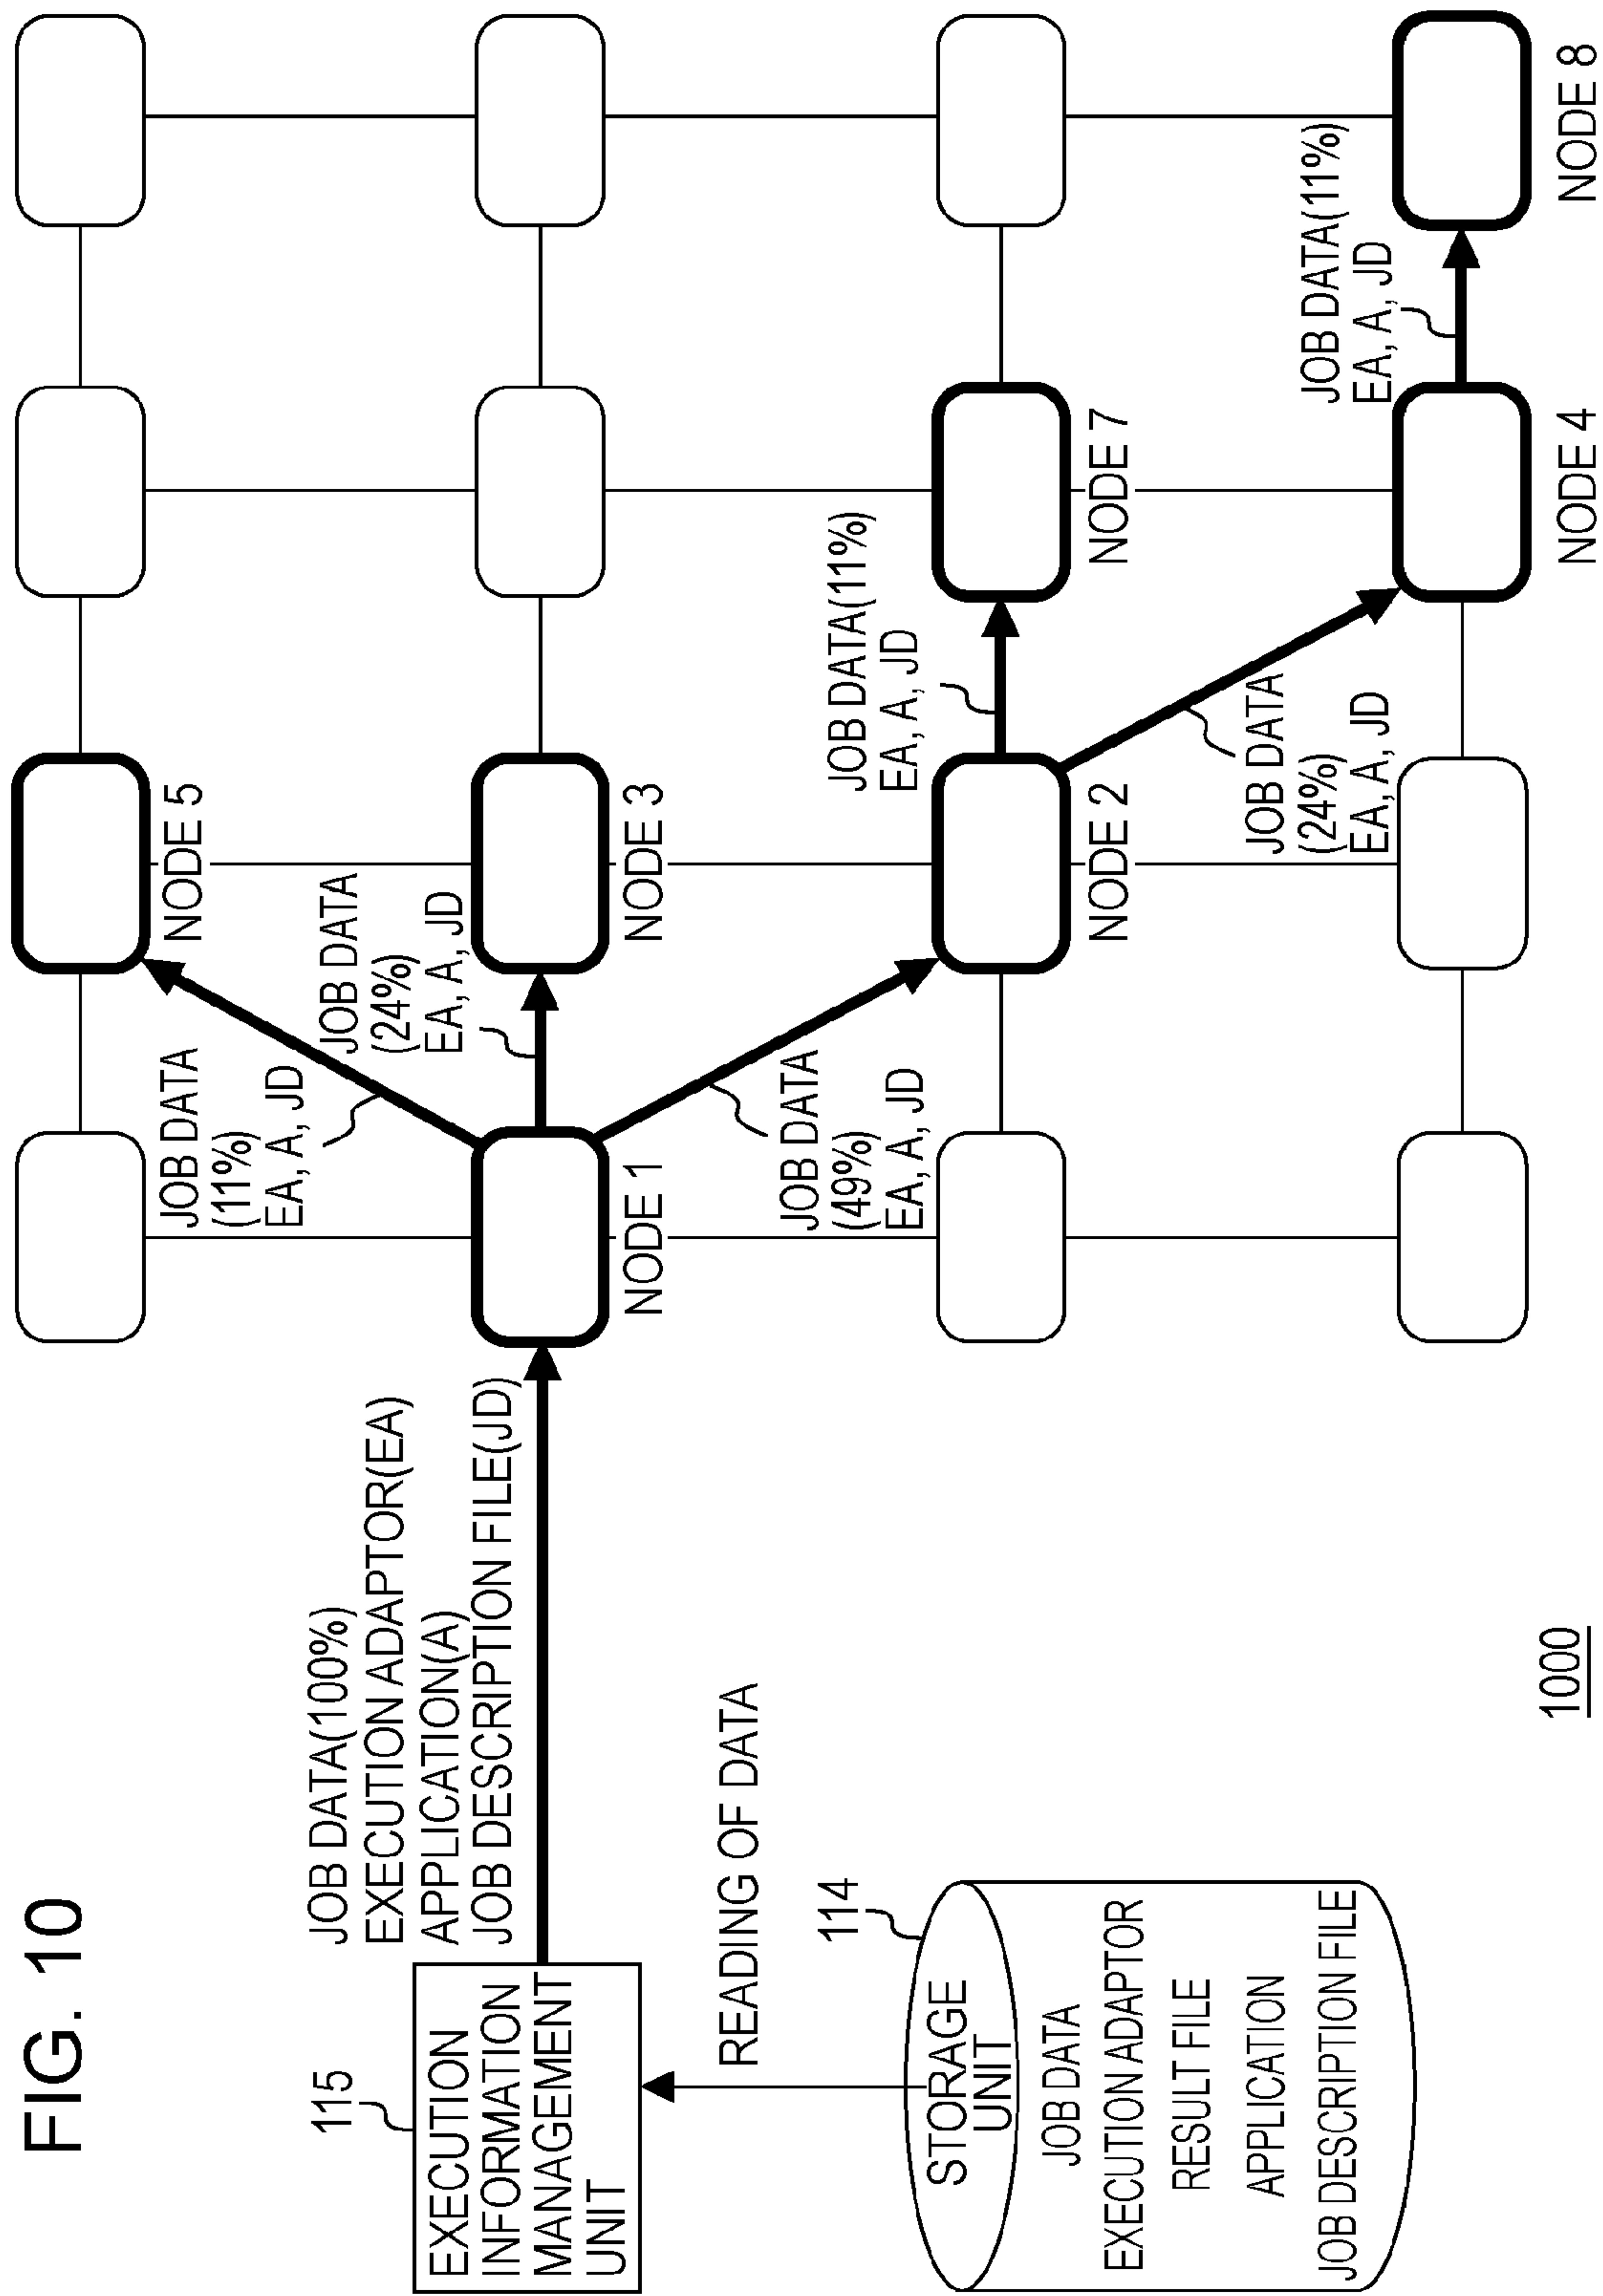 FIG. 10
115
EXECUTION
INFORMATION
MANAGEMENT
UNIT
JOB DATA(100%)
EXECUTION ADAPTOR(EA)
APPLICATION(A)
JOB DESCRIPTION FILE(JD)
READING OF DATA
114
STORAGE
UNIT
JOB DATA
EXECUTION ADAPTOR
RESULT FILE
APPLICATION
JOB DESCRIPTION FILE
1000
NODE 1
JOB DATA
(11%)
EA, A, JD
JOB DATA
(24%)
EA, A, JD
JOB DATA
(49%)
EA, A, JD
NODE 5
NODE 3
NODE 2
JOB DATA(11%)
EA, A, JD
JOB DATA
(24%)
EA, A, JD
NODE 7
NODE 4
JOB DATA(11%)
EA, A, JD
NODE 8